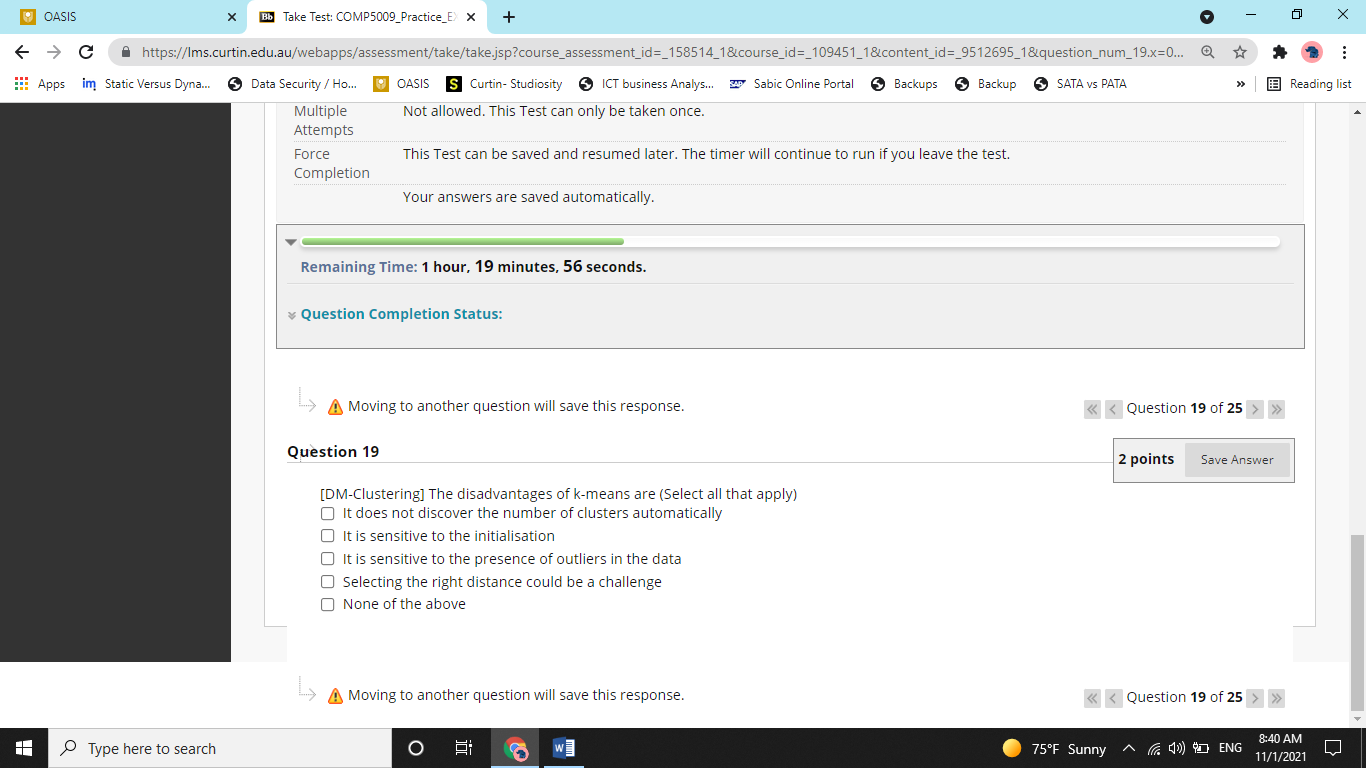 OASIS
Bb Take Test: COMP5009_Practice_E
https://lms.curtin.edu.au/webapps/assessment/take/take.jsp?course_assessment_id=_158514_1&course_id=_109451_1&content_id=_9512695_1&question_num_19.x=0...
Apps im Static Versus Dyna... Data Security / Ho... OASIS S Curtin- Studiosity ICT business Analys... SAP Sabic Online Portal Backups Backup SATA vs PATA » Reading list
Multiple Attempts Not allowed. This Test can only be taken once.
Force Completion This Test can be saved and resumed later. The timer will continue to run if you leave the test.
Your answers are saved automatically.
Remaining Time: 1 hour, 19 minutes, 56 seconds.
Question Completion Status:
Moving to another question will save this response. Question 19 of 25
Question 19
2 points Save Answer
[DM-Clustering] The disadvantages of k-means are (Select all that apply)
It does not discover the number of clusters automatically
It is sensitive to the initialisation
It is sensitive to the presence of outliers in the data
Selecting the right distance could be a challenge
None of the above
Moving to another question will save this response. Question 19 of 25
Type here to search
W
75°F Sunny ENG
8:40 AM
11/1/2021